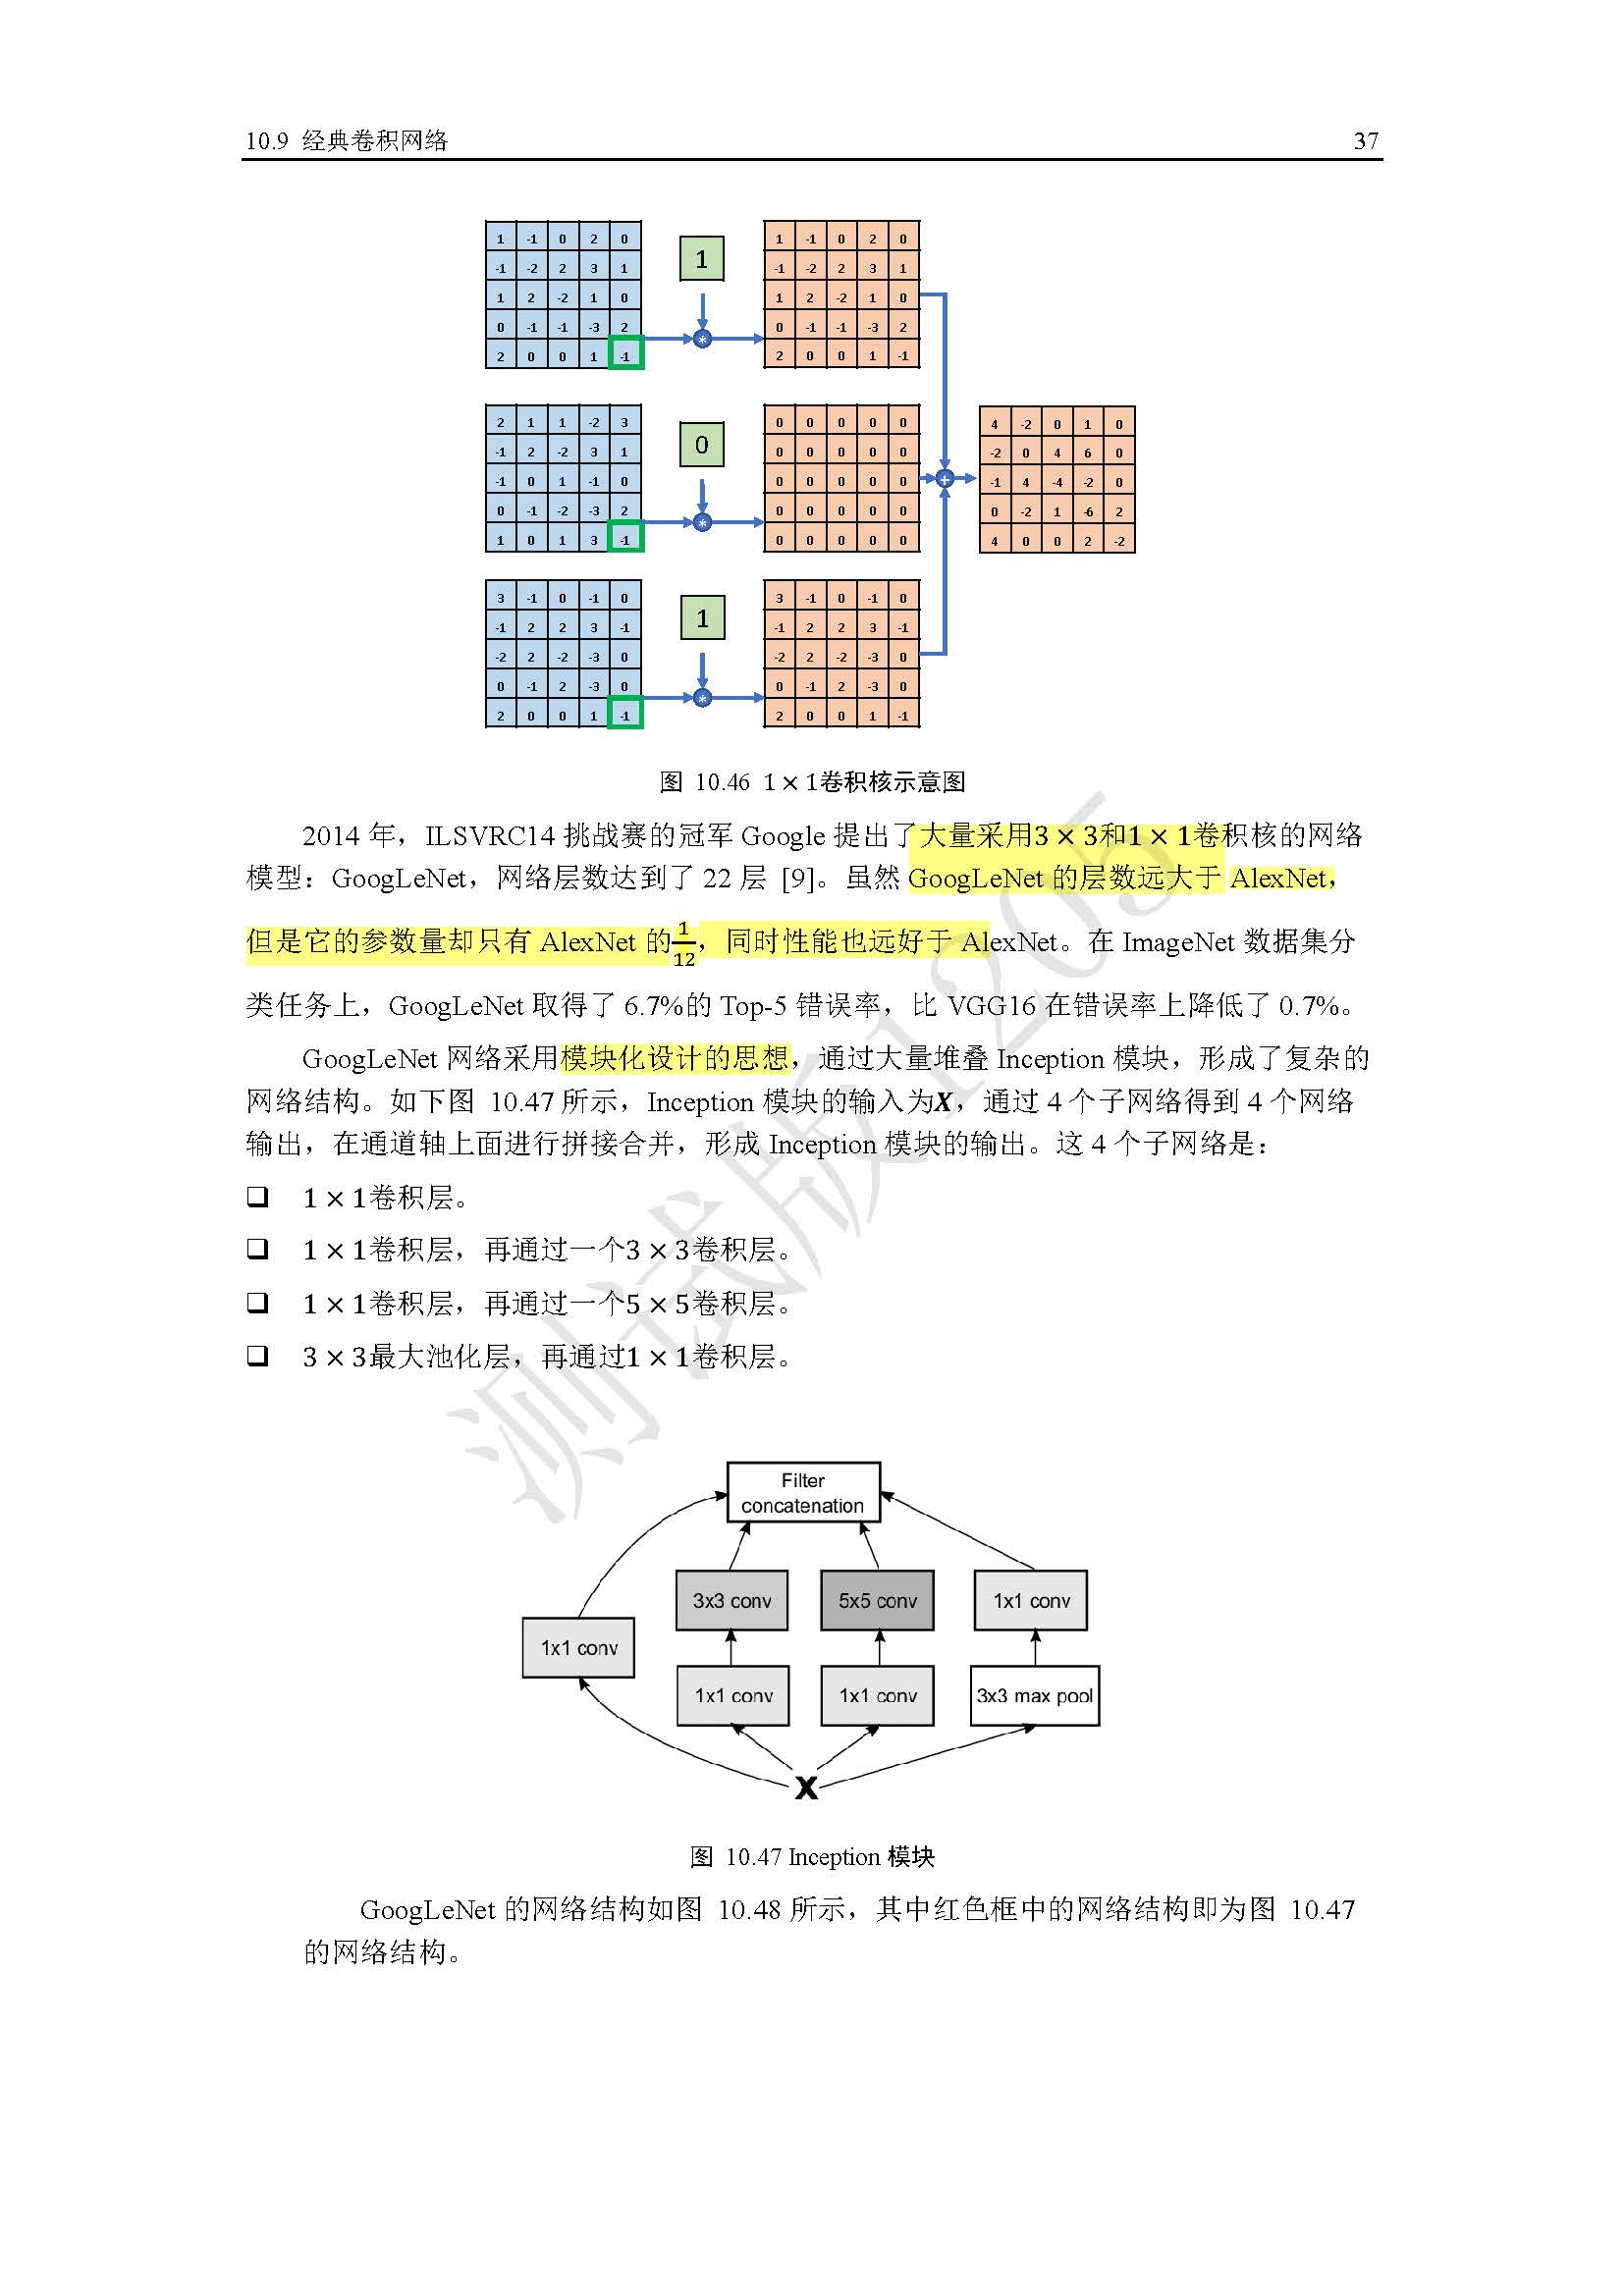 10.9 经典卷积网络 37
1 -1 0 2 0
-1 -2 2 3 1
1 2 -2 1 0
0 -1 -1 -3 2
2 0 0 1 -1
1
*
1 -1 0 2 0
-1 -2 2 3 1
1 2 -2 1 0
0 -1 -1 -3 2
2 0 0 1 -1
2 1 1 -2 3
-1 2 -2 3 1
-1 0 1 -1 0
0 -1 -2 -3 2
1 0 1 3 -1
0
*
0 0 0 0 0
0 0 0 0 0
0 0 0 0 0
0 0 0 0 0
0 0 0 0 0
+
4 -2 0 1 0
-2 0 4 6 0
-1 4 -4 -2 0
0 -2 1 -6 2
4 0 0 2 -2
3 -1 0 -1 0
-1 2 2 3 -1
-2 2 -2 -3 0
0 -1 2 -3 0
2 0 0 1 -1
1
*
3 -1 0 -1 0
-1 2 2 3 -1
-2 2 -2 -3 0
0 -1 2 -3 0
2 0 0 1 -1
图 10.46 1 × 1卷积核示意图
2014 年，ILSVRC14 挑战赛的冠军 Google 提出了大量采用3 × 3和1 × 1卷积核的网络
模型：GoogLeNet，网络层数达到了 22 层 [9]。虽然 GoogLeNet 的层数远大于 AlexNet，
但是它的参数量却只有 AlexNet 的1/12，同时性能也远好于 AlexNet。在 ImageNet 数据集分
类任务上，GoogLeNet 取得了 6.7%的 Top-5 错误率，比 VGG16 在错误率上降低了 0.7%。
GoogLeNet 网络采用模块化设计的思想，通过大量堆叠 Inception 模块，形成了复杂的
网络结构。如下图 10.47 所示，Inception 模块的输入为X，通过 4 个子网络得到 4 个网络
输出，在通道轴上面进行拼接合并，形成 Inception 模块的输出。这 4 个子网络是：
❑ 1 × 1卷积层。
❑ 1 × 1卷积层，再通过一个3 × 3卷积层。
❑ 1 × 1卷积层，再通过一个5 × 5卷积层。
❑ 3 × 3最大池化层，再通过1 × 1卷积层。
测试版1205
Filter
concatenation
3x3 conv 5x5 conv 1x1 conv
1x1 conv
1x1 conv 1x1 conv 3x3 max pool
X
图 10.47 Inception 模块
GoogLeNet 的网络结构如图 10.48 所示，其中红色框中的网络结构即为图 10.47
的网络结构。